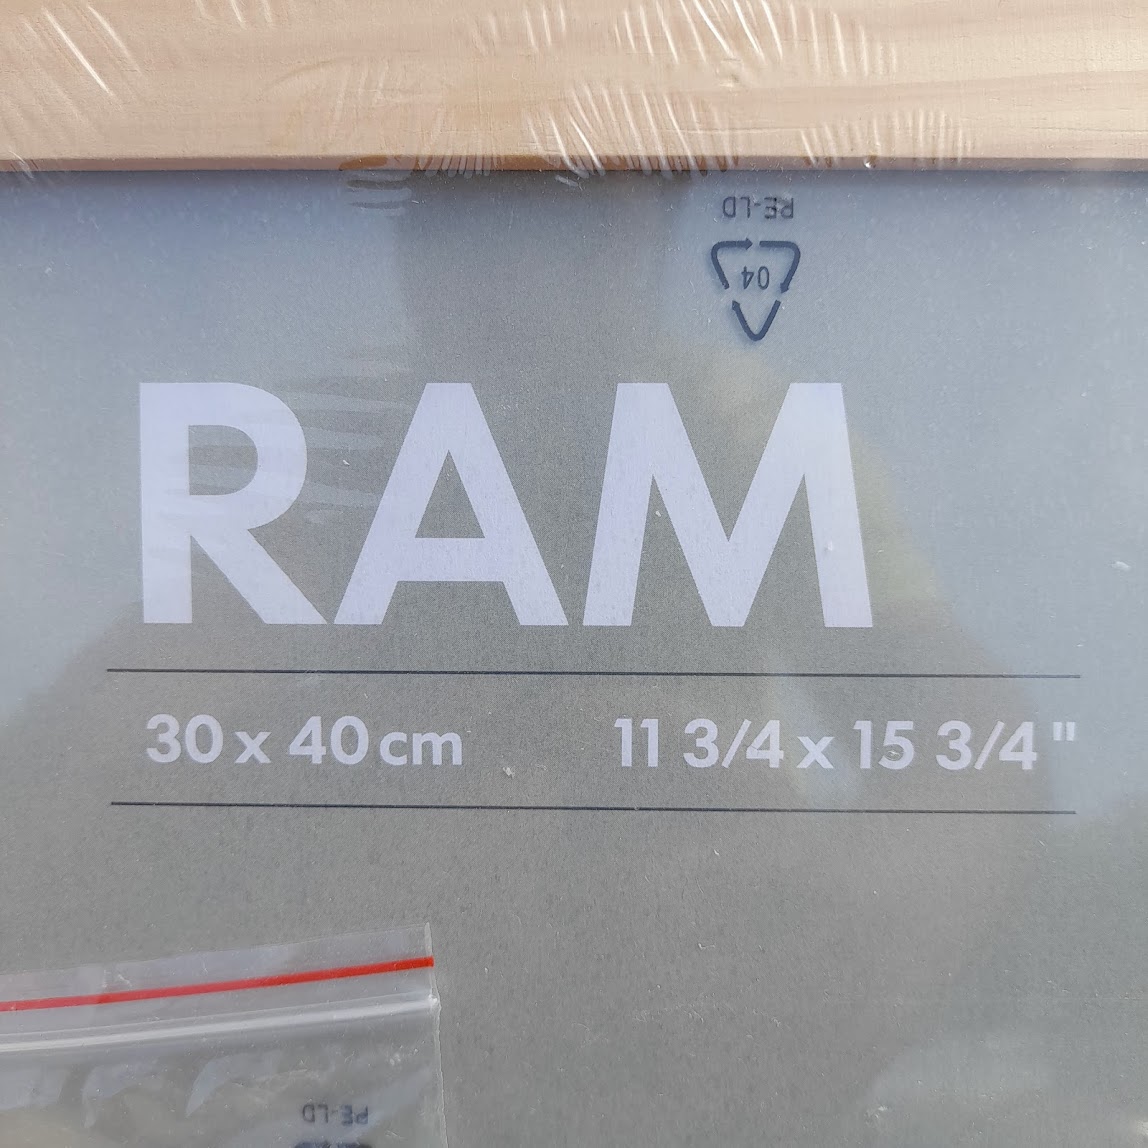 PE-LD
04
RAM
30 x 40 cm 11 3/4 x 15 3/4"
PE-LD